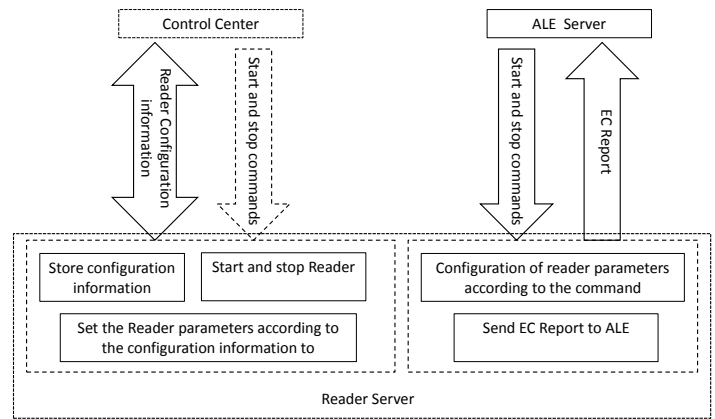 Control Center
ALE Server
Reader Configuration
information
Start and stop commands
Start and stop commands
EC Report
Store configuration
information
Start and stop Reader
Set the Reader parameters according to
the configuration information to
Configuration of reader parameters
according to the command
Send EC Report to ALE
Reader Server